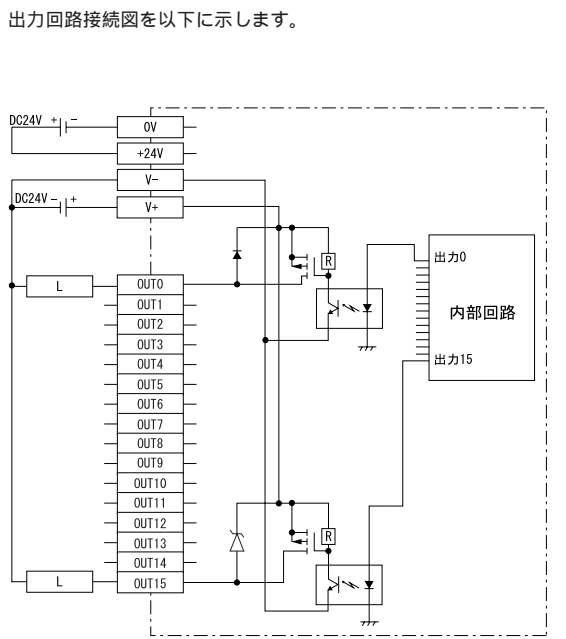 出力回路接続図を以下に示します。
DC24V + -
0V
+24V
V-
DC24V - +
V+
R
出力0
L
OUT0
OUT1
OUT2
内部回路
OUT3
OUT4
出力15
OUT5
OUT6
OUT7
OUT8
OUT9
OUT10
OUT11
OUT12
R
OUT13
OUT14
L
OUT15